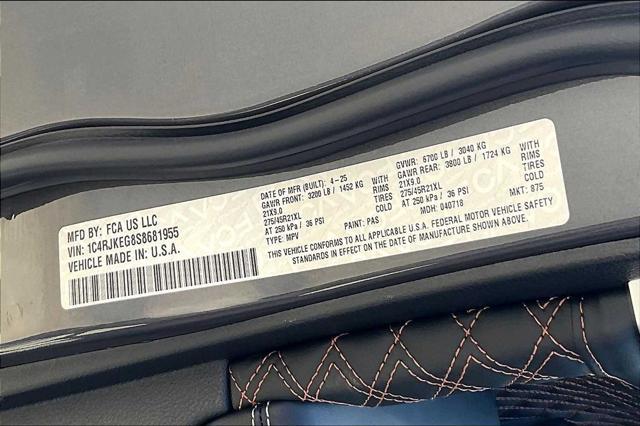 MFD BY: FCA US LLC
VIN: 1C4RJKEG8S8681955
VEHICLE MADE IN: U.S.A.
DATE OF MFR (BUILT): 4-25 GVWR: 6700 LB / 3040 KG
GAWR FRONT: 3200 LB / 1452 KG WITH GAWR REAR: 3800 LB / 1724 KG WITH
21X9.0 RIMS 21X9.0 RIMS
275/45R21XL TIRES 275/45R21XL TIRES
AT 250 kPa / 36 PSI COLD AT 250 kPa / 36 PSI COLD
TYPE: MPV PAINT: PAS MDH: 040718 MKT: 875
THIS VEHICLE CONFORMS TO ALL APPLICABLE U.S.A. FEDERAL MOTOR VEHICLE SAFETY
STANDARDS IN EFFECT ON THE DATE OF MANUFACTURE SHOWN ABOVE.